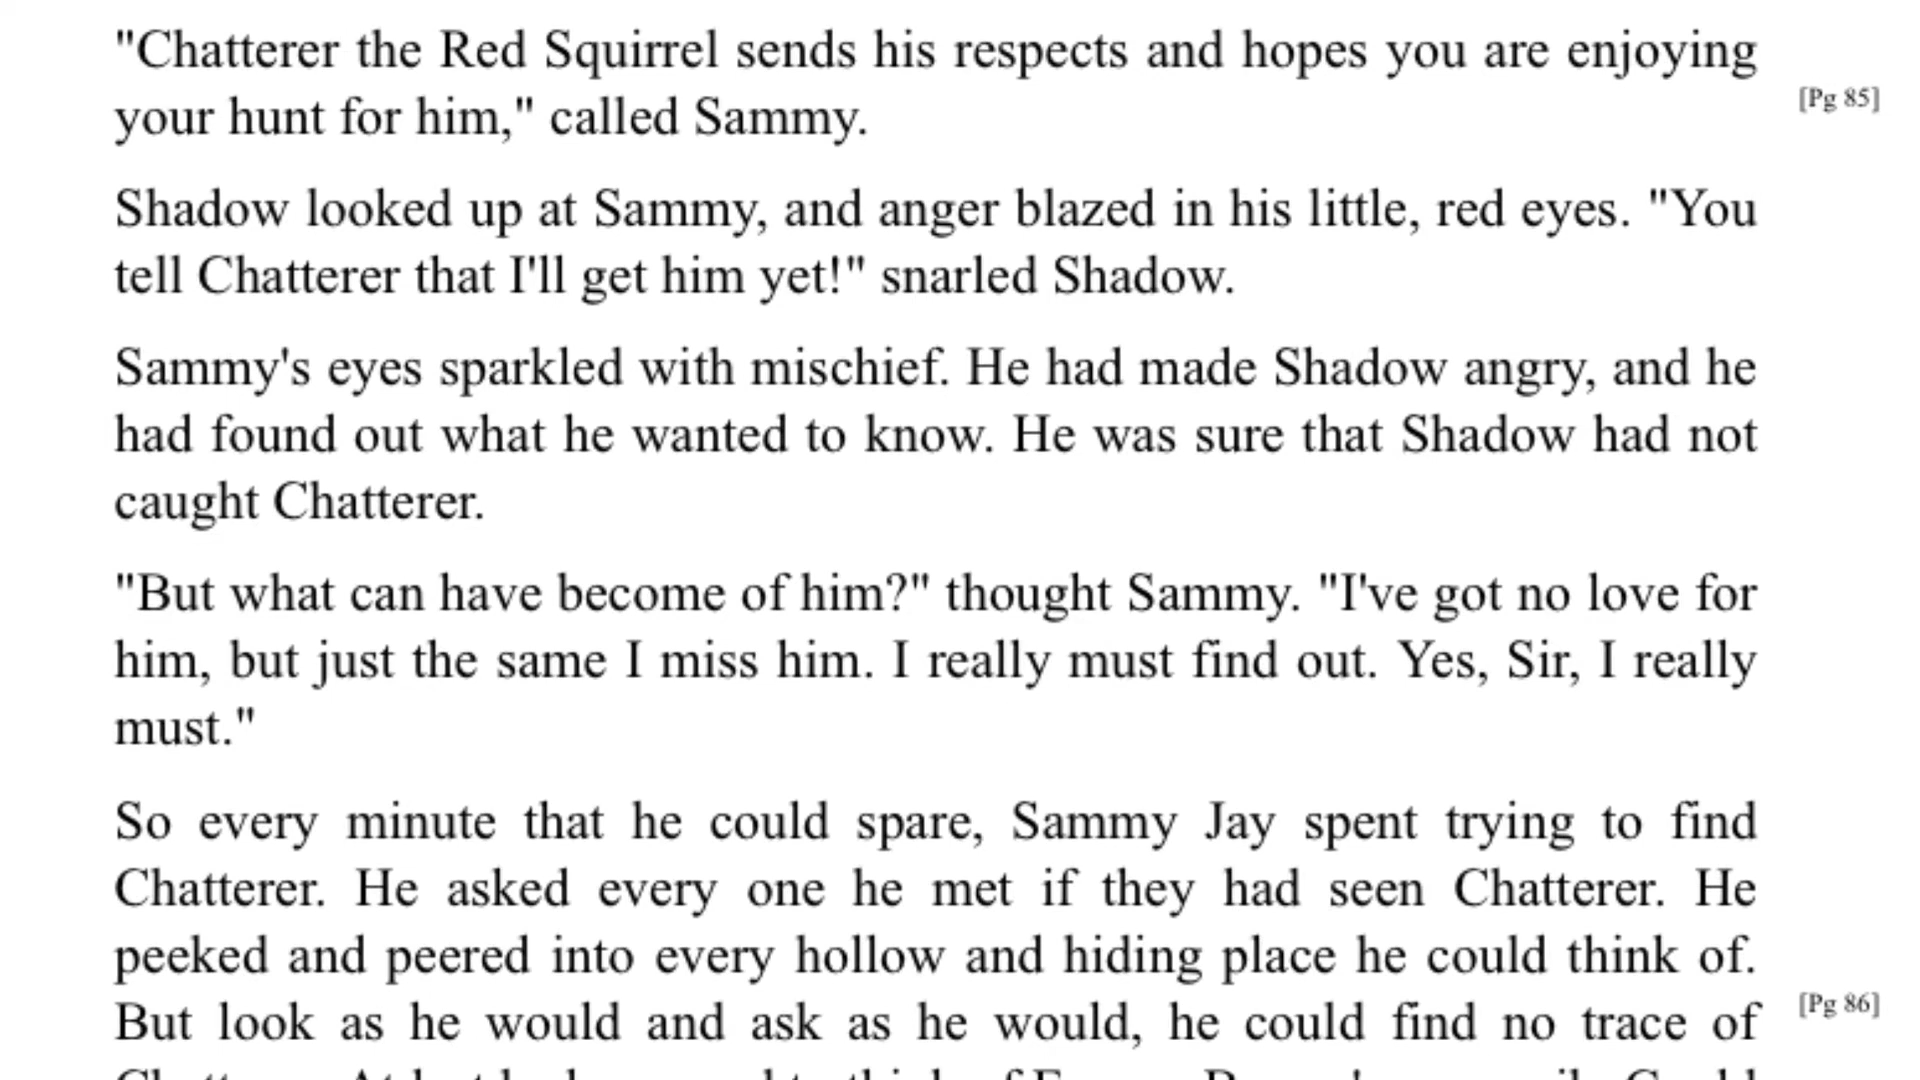 "Chatterer the Red Squirrel sends his respects and hopes you are enjoying
[Pg 85]
your hunt for him," called Sammy.
Shadow looked up at Sammy, and anger blazed in his little, red eyes. "You
tell Chatterer that I'll get him yet!" snarled Shadow.
Sammy's eyes sparkled with mischief. He had made Shadow angry, and he
had found out what he wanted to know. He was sure that Shadow had not
caught Chatterer.
"But what can have become of him?" thought Sammy. "I've got no love for
him, but just the same I miss him. I really must find out. Yes, Sir, I really
must."
So every minute that he could spare, Sammy Jay spent trying to find
Chatterer. He asked every one he met if they had seen Chatterer. He
peeked and peered into every hollow and hiding place he could think of.
[Pg 86]
But look as he would and ask as he would, he could find no trace of